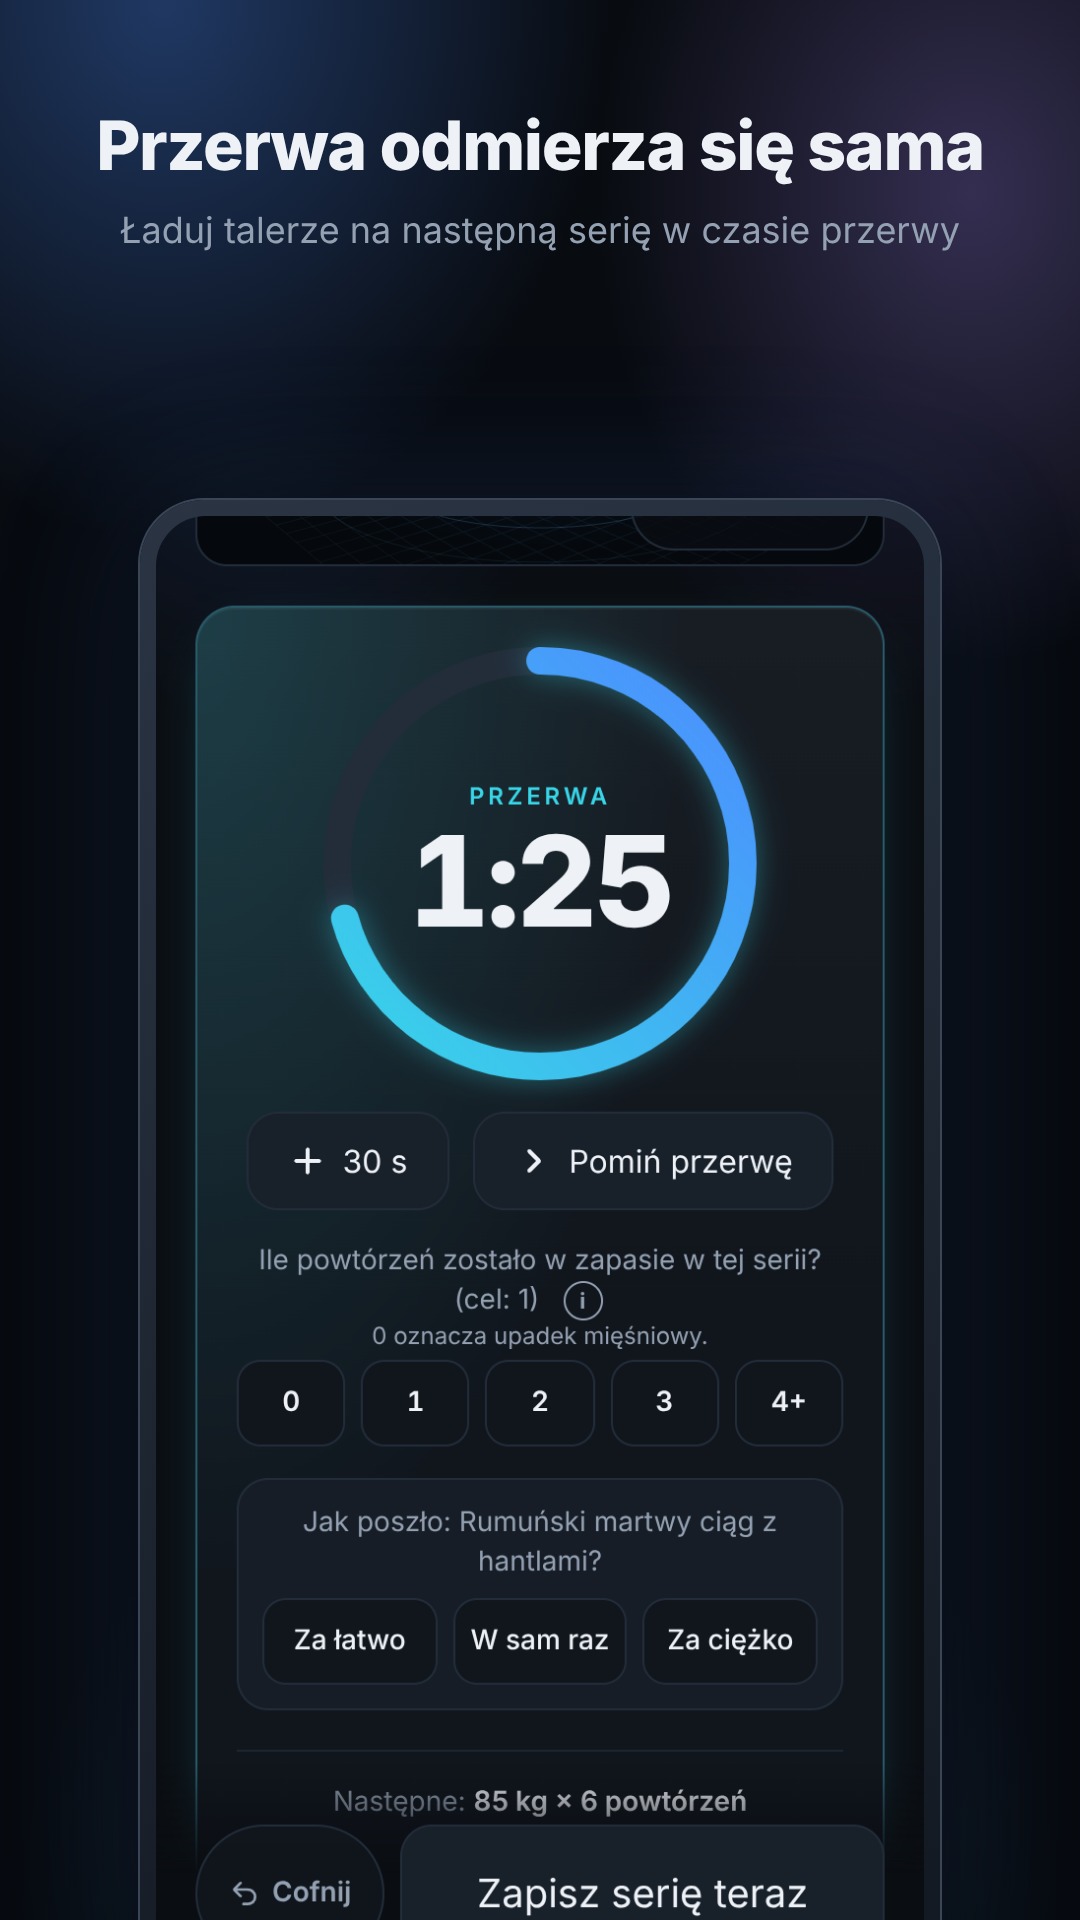 Przerwa odmierza się sama
Ładuj talerze na następną serię w czasie przerwy
PRZERWA
1:25
+ 30 s
Pomiń przerwę
Ile powtórzeń zostało w zapasie w tej serii?
(cel: 1) i
0 oznacza upadek mięśniowy.
0 1 2 3 4+
Jak poszło: Rumuński martwy ciąg z
hantlami?
Za łatwo W sam raz Za ciężko
Następne: 85 kg × 6 powtórzeń
Cofnij
Zapisz serię teraz